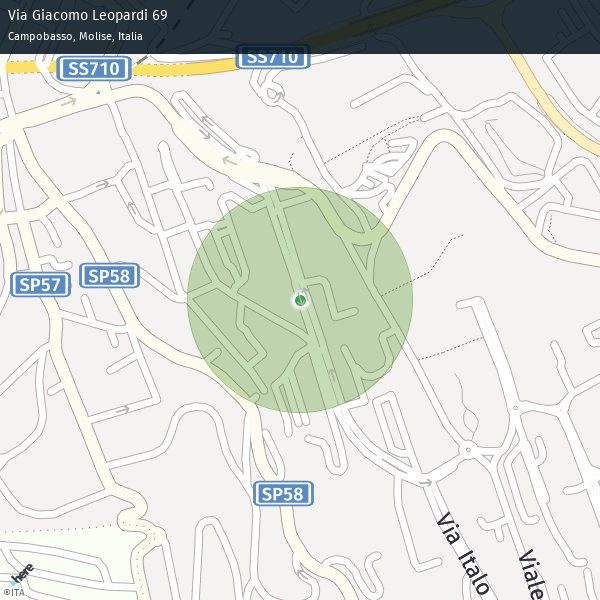 Via Giacomo Leopardi 69
Campobasso, Molise, Italia
SS710
SS710
SP57
SP58
SP58
Via Italo
Viale
here
©ITA.